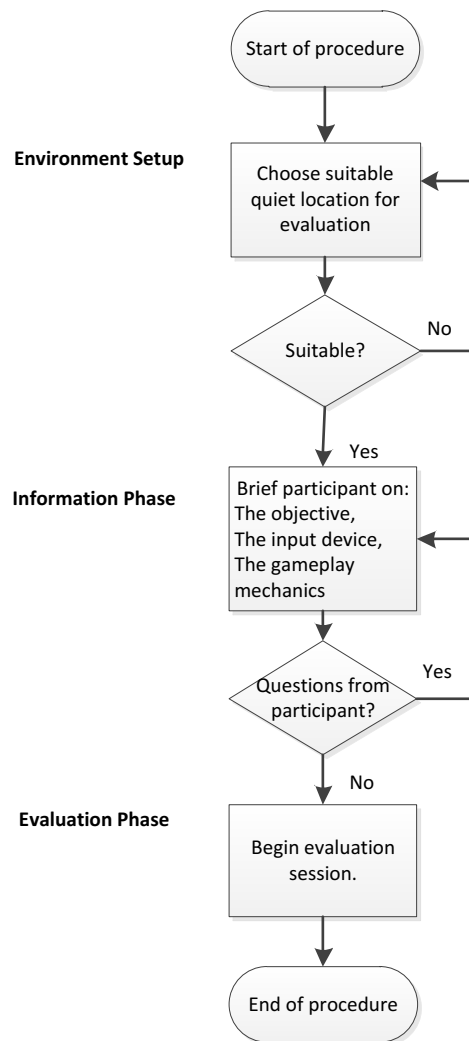 Start of procedure
Environment Setup
Choose suitable
quiet location for
evaluation
No
Suitable?
Yes
Information Phase
Brief participant on:
The objective,
The input device,
The gameplay
mechanics
Yes
Questions from
participant?
No
Evaluation Phase
Begin evaluation
session.
End of procedure